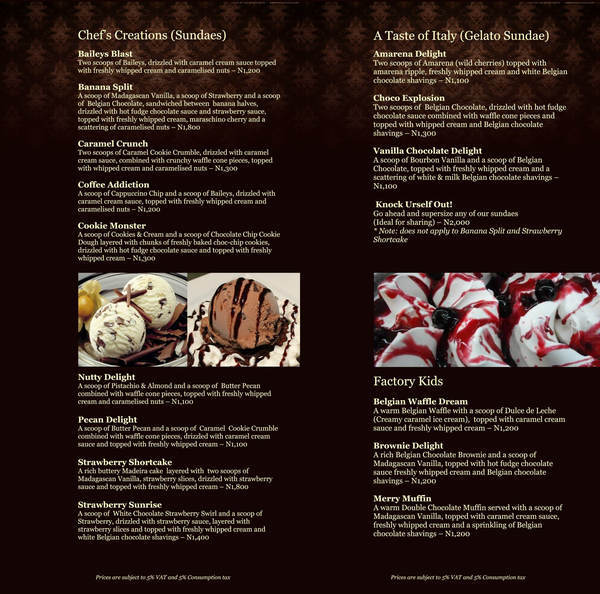 Chef's Creations (Sundaes)
Baileys Blast
Two scoops of Baileys, drizzled with caramel cream sauce topped
with freshly whipped cream and caramelised nuts – N1,200
Banana Split
A scoop of Madagascan Vanilla, a scoop of Strawberry and a scoop
of Belgian Chocolate, sandwiched between banana halves,
drizzled with hot fudge chocolate sauce and strawberry sauce,
topped with freshly whipped cream, maraschino cherry and a
scattering of caramelised nuts – N1,800
Caramel Crunch
Two scoops of Caramel Cookie Crumble, drizzled with caramel
cream sauce, combined with crunchy waffle cone pieces, topped
with whipped cream and caramelised nuts – N1,300
Coffee Addiction
A scoop of Cappuccino Chip and a scoop of Baileys, drizzled with
caramel cream sauce, topped with freshly whipped cream and
caramelised nuts – N1,200
Cookie Monster
A scoop of Cookies & Cream and a scoop of Chocolate Chip Cookie
Dough layered with chunks of freshly baked choc-chip cookies,
drizzled with hot fudge chocolate sauce and topped with freshly
whipped cream – N1,300
Nutty Delight
A scoop of Pistachio & Almond and a scoop of Butter Pecan
combined with waffle cone pieces, topped with freshly whipped
cream and caramelised nuts – N1,100
Pecan Delight
A scoop of Butter Pecan and a scoop of Caramel Cookie Crumble
combined with waffle cone pieces, drizzled with caramel cream
sauce and topped with freshly whipped cream – N1,100
Strawberry Shortcake
A rich buttery Madeira cake layered with two scoops of
Madagascan Vanilla, strawberry slices, drizzled with strawberry
sauce and topped with freshly whipped cream – N1,800
Strawberry Sunrise
A scoop of White Chocolate Strawberry Swirl and a scoop of
Strawberry, drizzled with strawberry sauce, layered with
strawberry slices and topped with freshly whipped cream and
white Belgian chocolate shavings – N1,400
Prices are subject to 5% VAT and 5% Consumption tax
A Taste of Italy (Gelato Sundae)
Amarena Delight
Two scoops of Amarena (wild cherries) topped with
amarena ripple, freshly whipped cream and white Belgian
chocolate shavings – N1,100
Choco Explosion
Two scoops of Belgian Chocolate, drizzled with hot fudge
chocolate sauce combined with waffle cone pieces and
topped with whipped cream and Belgian chocolate
shavings – N1,300
Vanilla Chocolate Delight
A scoop of Bourbon Vanilla and a scoop of Belgian
Chocolate, topped with freshly whipped cream and a
scattering of white & milk Belgian chocolate shavings –
N1,100
Knock Urself Out!
Go ahead and supersize any of our sundaes
(Ideal for sharing) – N2,000
* Note: does not apply to Banana Split and Strawberry
Shortcake
Factory Kids
Belgian Waffle Dream
A warm Belgian Waffle with a scoop of Dulce de Leche
(Creamy caramel ice cream), topped with caramel cream
sauce and freshly whipped cream – N1,200
Brownie Delight
A rich Belgian Chocolate Brownie and a scoop of
Madagascan Vanilla, topped with hot fudge chocolate
sauce freshly whipped cream and Belgian chocolate
shavings – N1,200
Merry Muffin
A warm Double Chocolate Muffin served with a scoop of
Madagascan Vanilla, topped with caramel cream sauce,
freshly whipped cream and a sprinkling of Belgian
chocolate shavings – N1,200
Prices are subject to 5% VAT and 5% Consumption tax